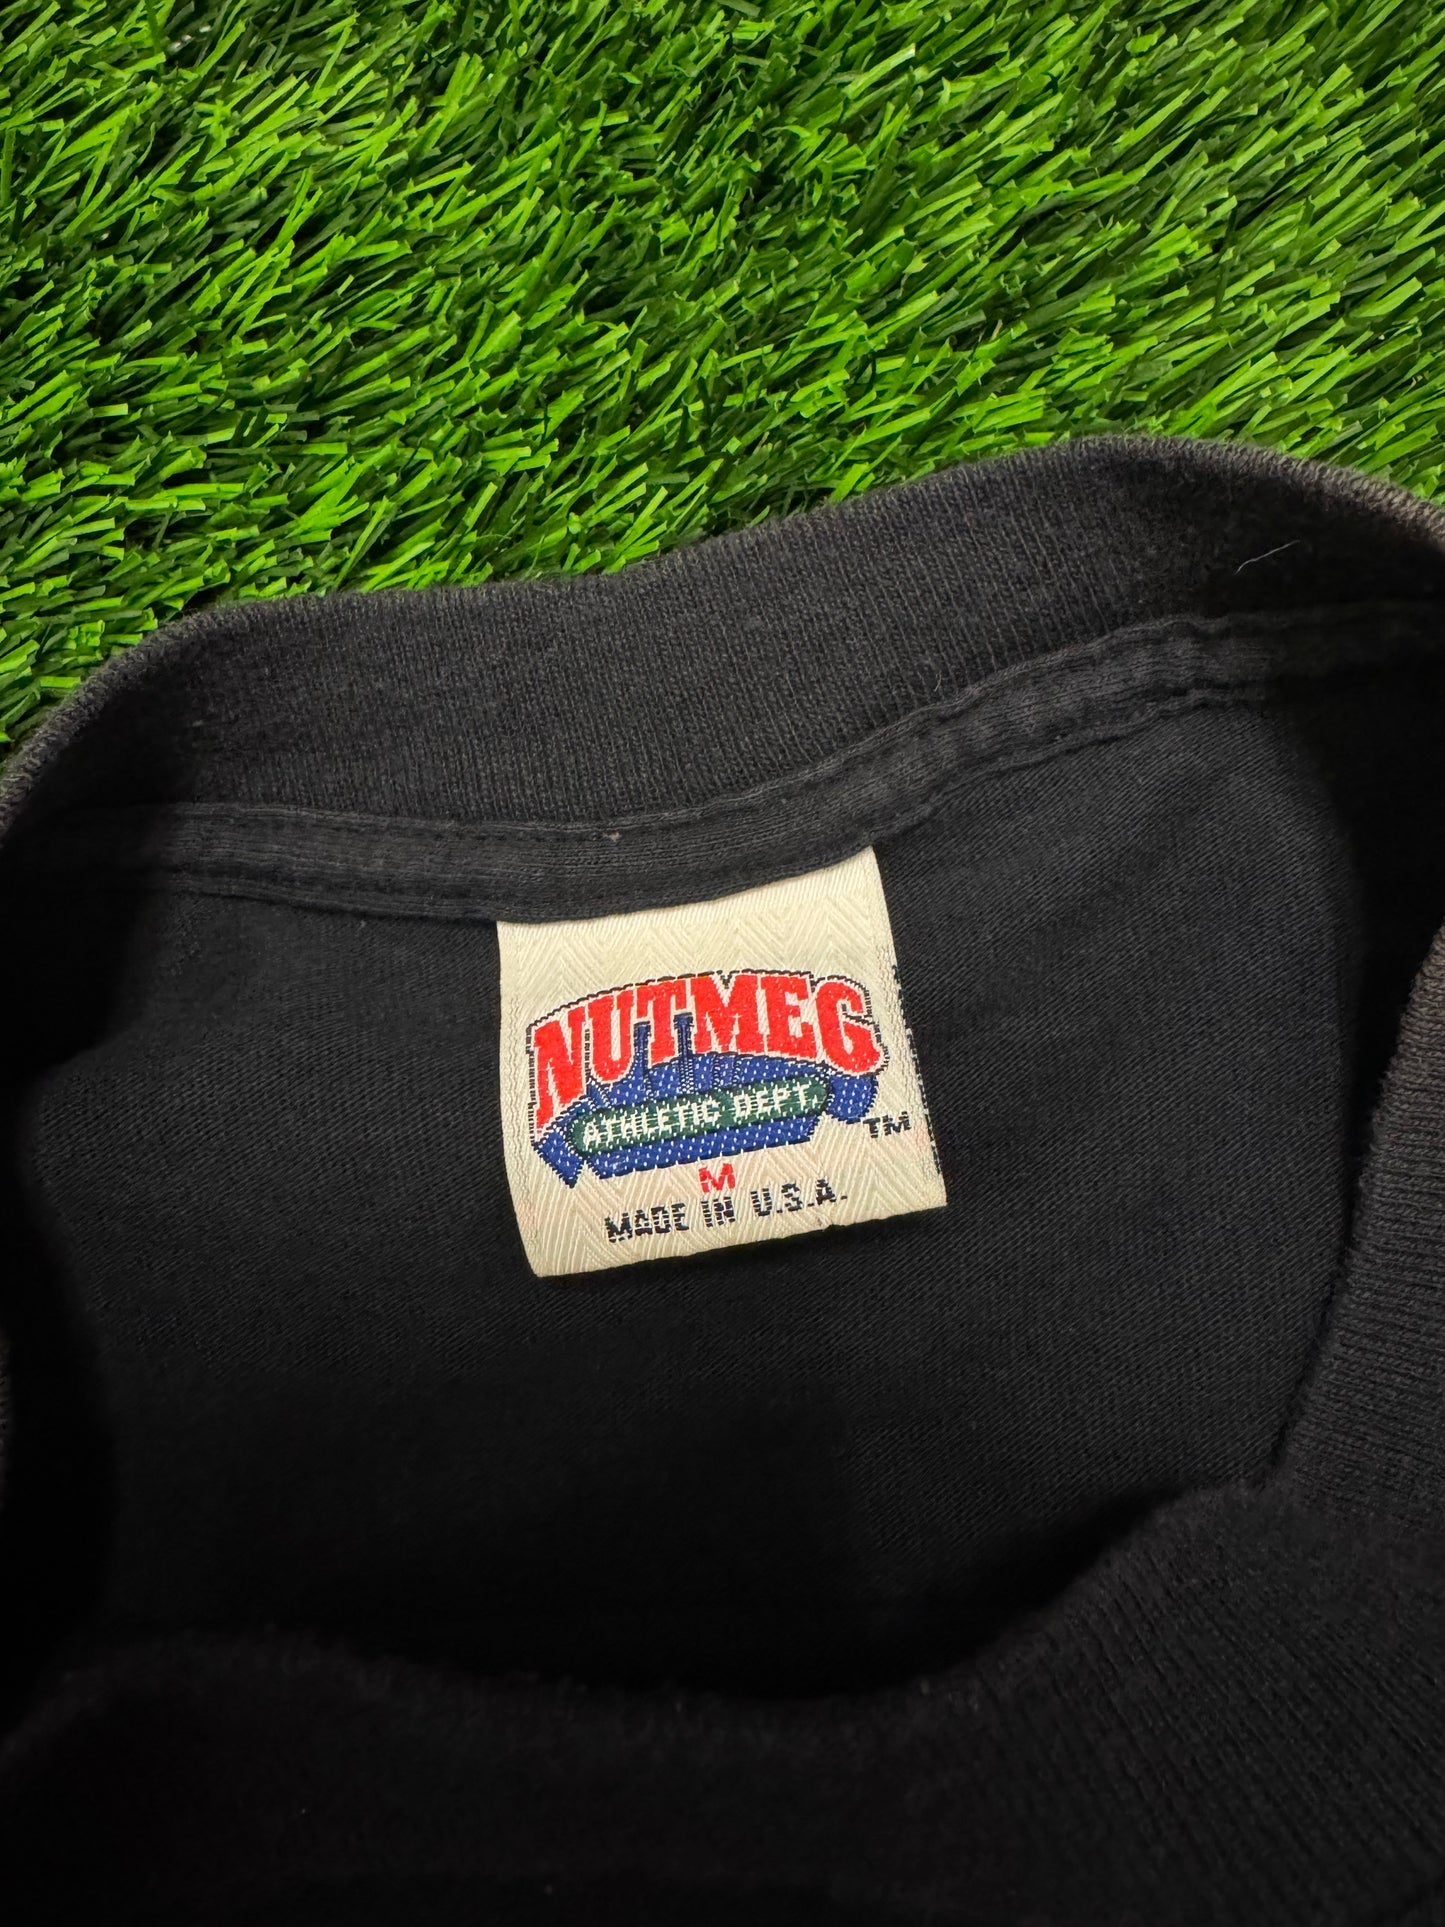 NUTMEG
ATHLETIC DEPT.
TM
M
MADE IN U.S.A.